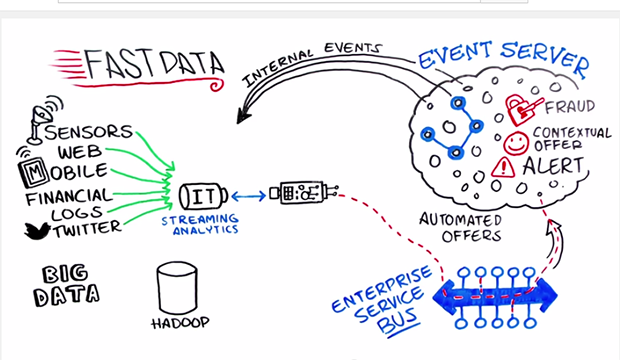 FAST DATA
INTERNAL EVENTS
EVENT SERVER
SENSORS
WEB
MOBILE
FINANCIAL
LOGS
TWITTER
IT
STREAMING
ANALYTICS
FRAUD
CONTEXTUAL
OFFER
ALERT
AUTOMATED
OFFERS
BIG
DATA
HADOOP
ENTERPRISE
SERVICE
BUS